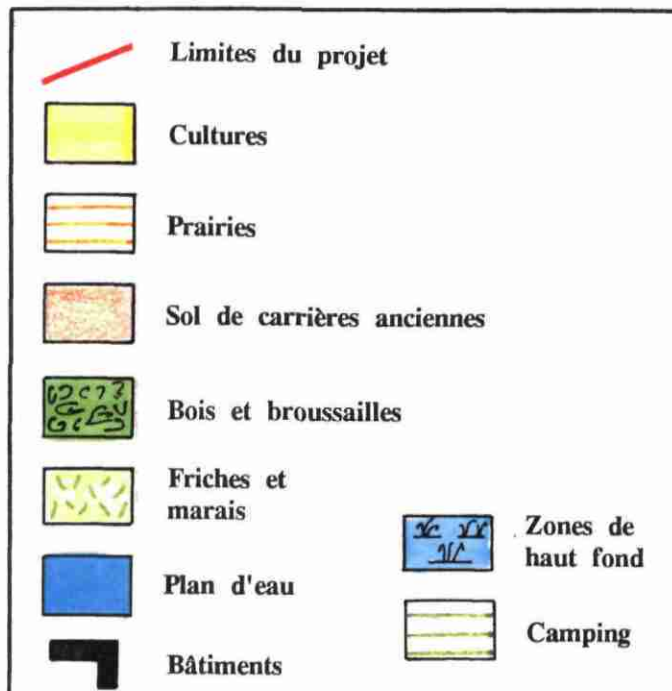 Limites du projet
Cultures
Prairies
Sol de carrières anciennes
Bois et broussailles
Friches et
marais
Plan d'eau
Bâtiments
Zones de
haut fond
Camping